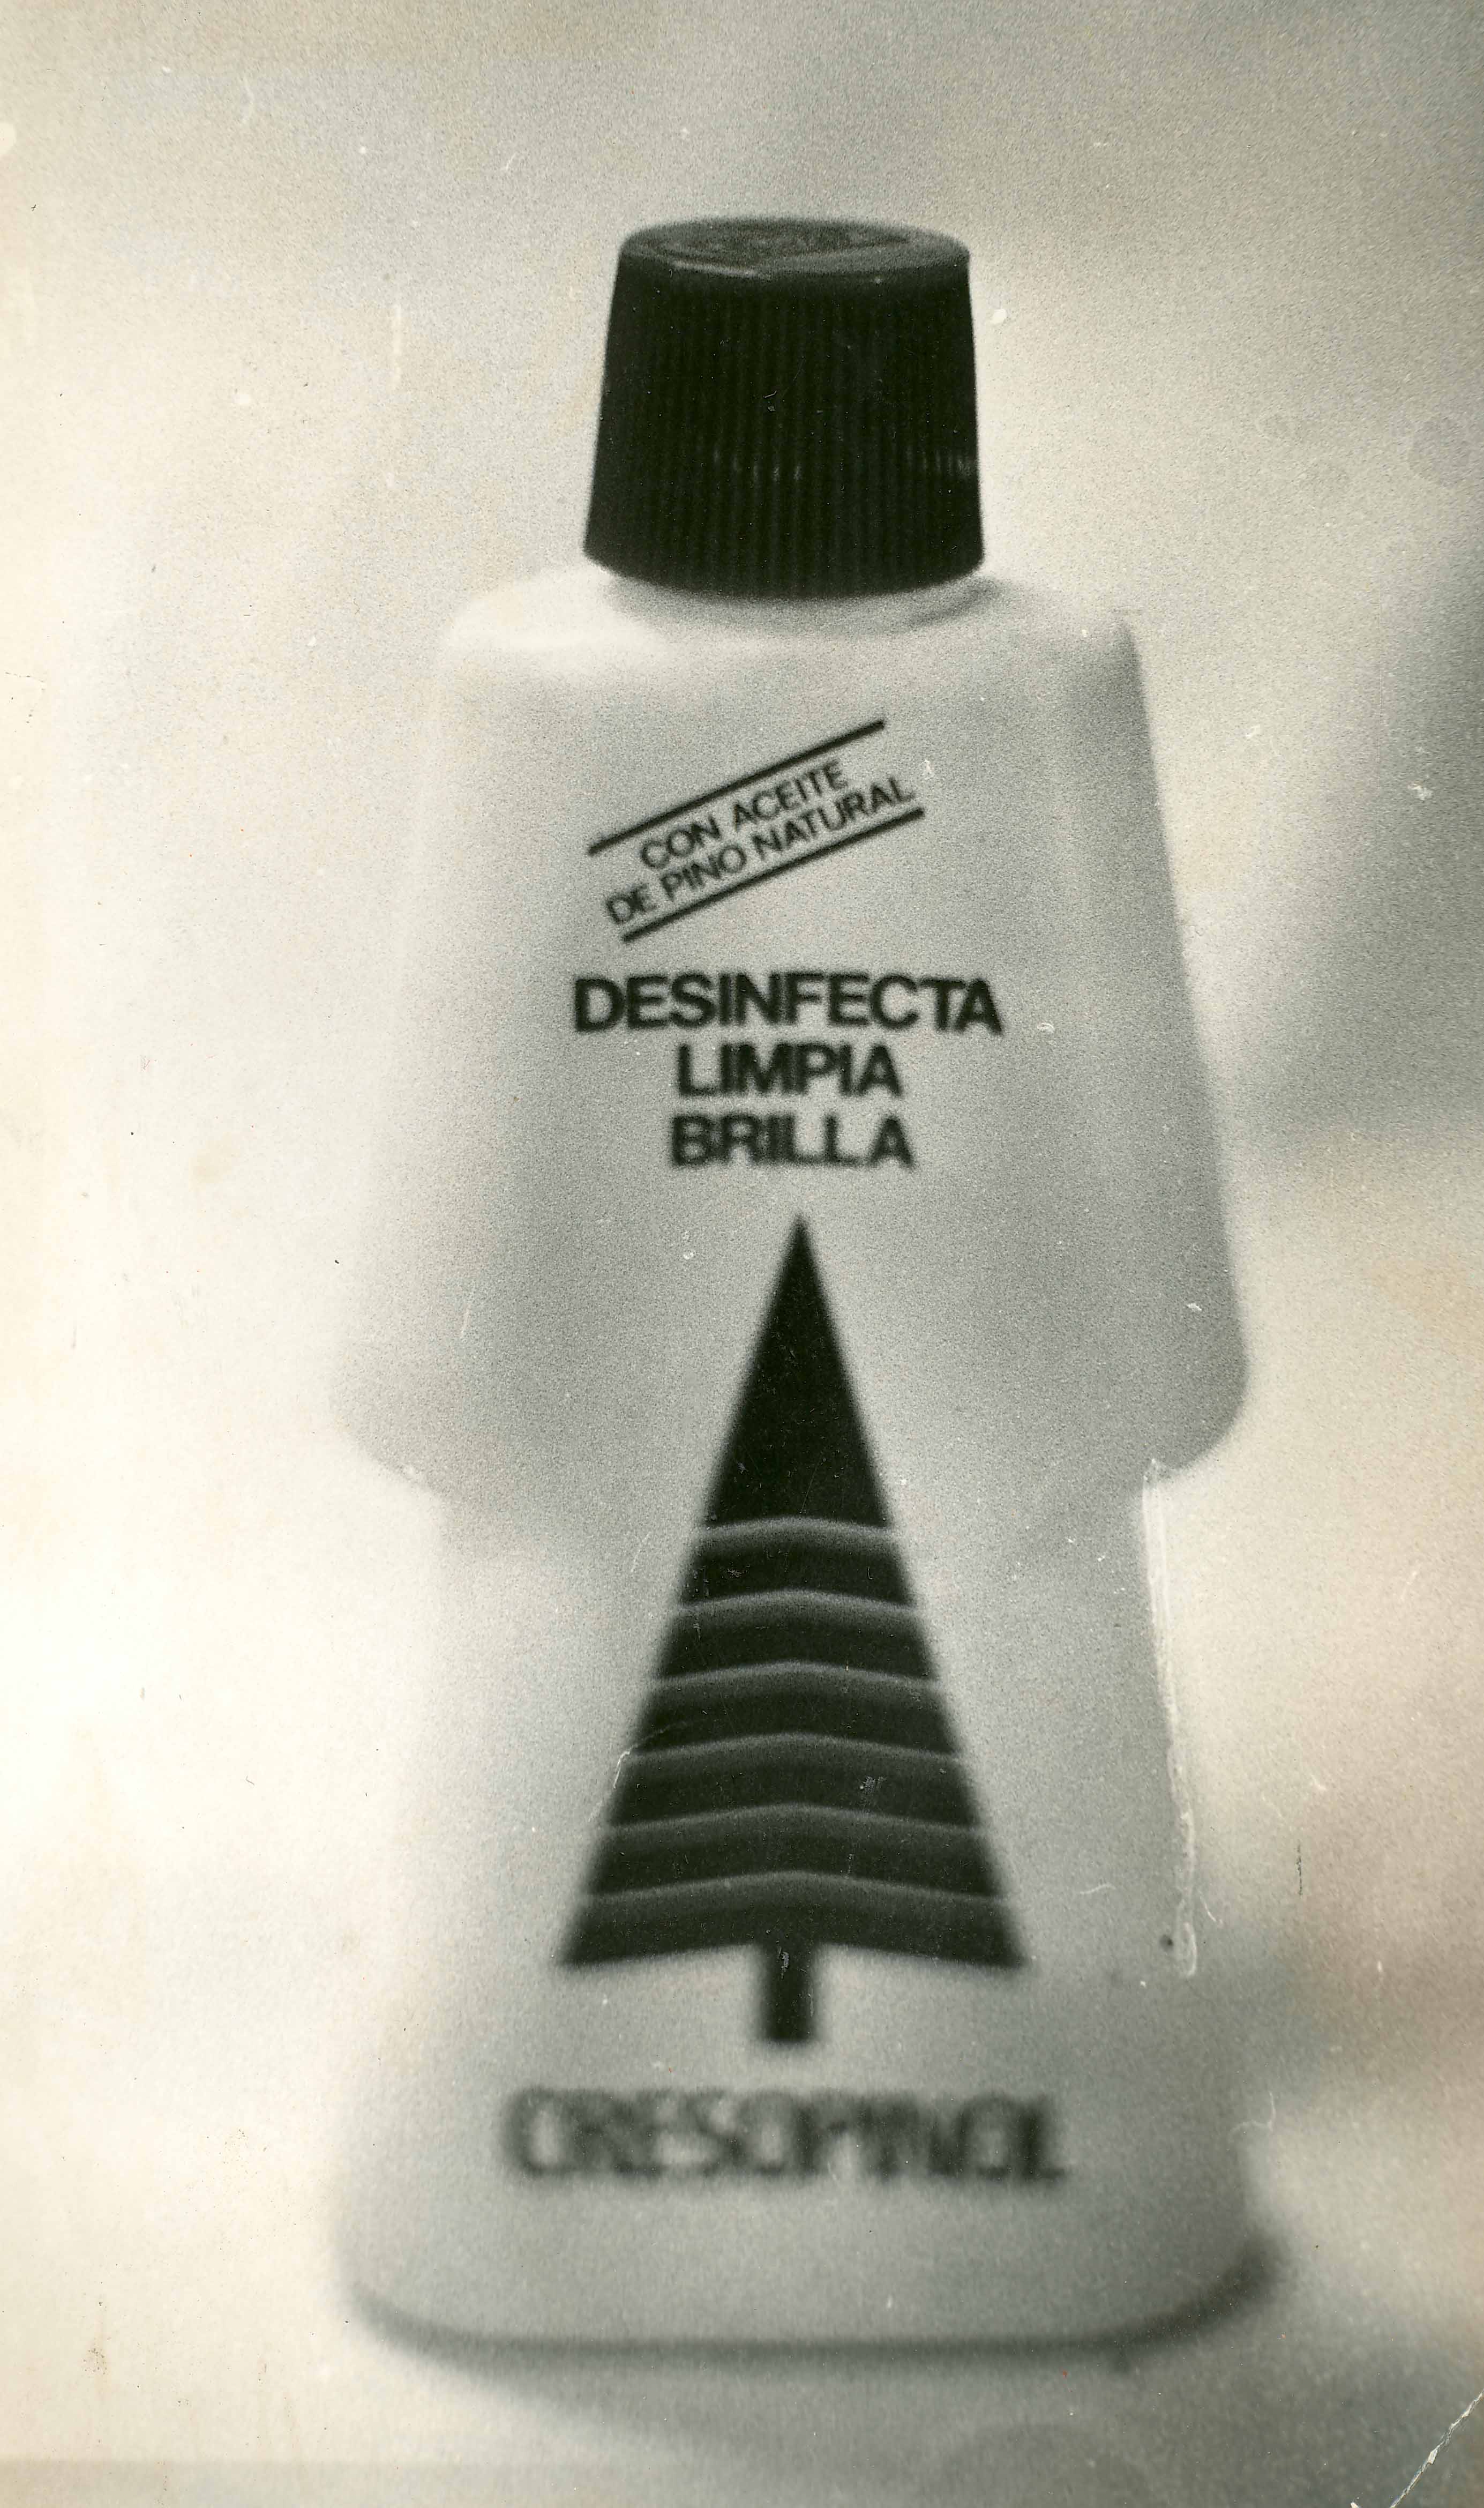 CON ACEITE
DE PINO NATURAL
DESINFECTA
LIMPIA
BRILLA
CRESOPINOL